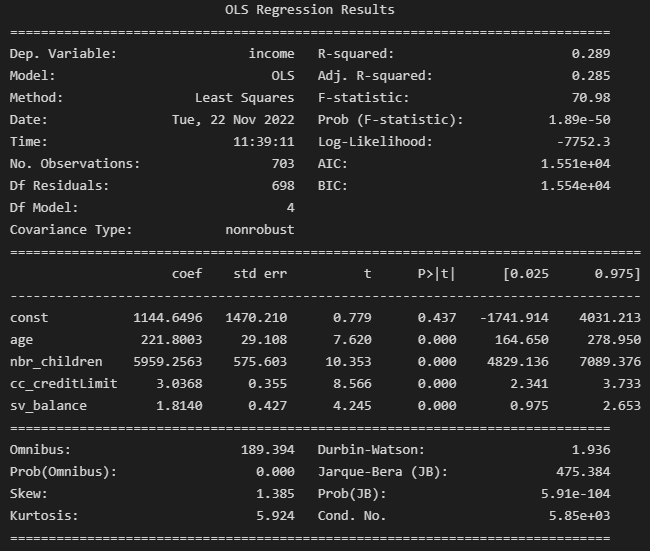 OLS Regression Results
==============================================================================
Dep. Variable: income R-squared: 0.289
Model: OLS Adj. R-squared: 0.285
Method: Least Squares F-statistic: 70.98
Date: Tue, 22 Nov 2022 Prob (F-statistic): 1.89e-50
Time: 11:39:11 Log-Likelihood: -7752.3
No. Observations: 703 AIC: 1.551e+04
Df Residuals: 698 BIC: 1.554e+04
Df Model: 4
Covariance Type: nonrobust
==================================================================================
coef std err t P>|t| [0.025 0.975]
----------------------------------------------------------------------------------
const 1144.6496 1470.210 0.779 0.437 -1741.914 4031.213
age 221.8003 29.108 7.620 0.000 164.650 278.950
nbr_children 5959.2563 575.603 10.353 0.000 4829.136 7089.376
cc_creditLimit 3.0368 0.355 8.566 0.000 2.341 3.733
sv_balance 1.8140 0.427 4.245 0.000 0.975 2.653
==============================================================================
Omnibus: 189.394 Durbin-Watson: 1.936
Prob(Omnibus): 0.000 Jarque-Bera (JB): 475.384
Skew: 1.385 Prob(JB): 5.91e-104
Kurtosis: 5.924 Cond. No. 5.85e+03
==============================================================================